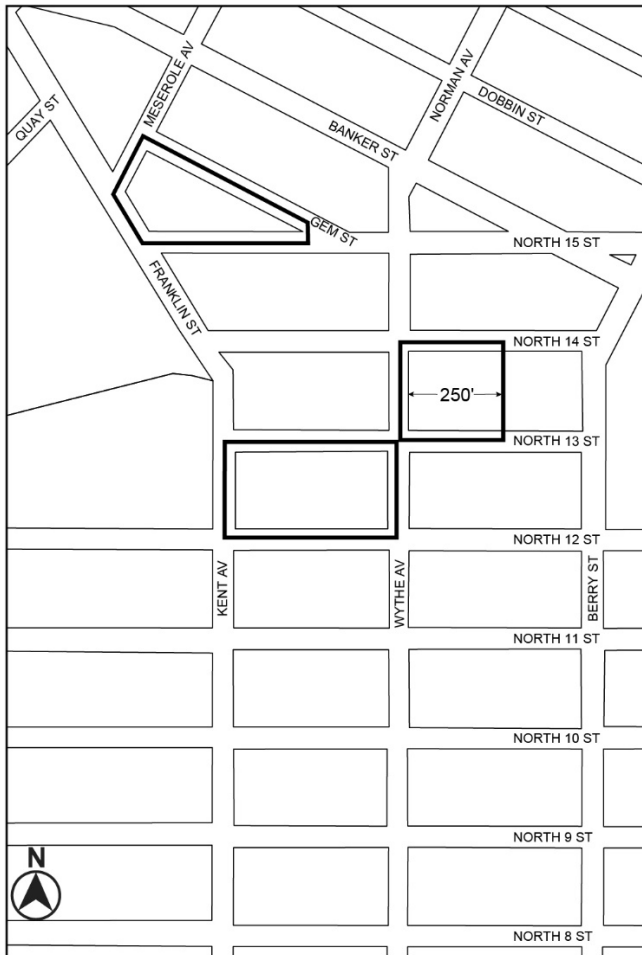 MESEROLE AV
NORMAN AV
QUAY ST
DOBBIN ST
BANKER ST
GEM ST
NORTH 15 ST
FRANKLIN ST
NORTH 14 ST
250'
NORTH 13 ST
NORTH 12 ST
KENT AV
WYTHE AV
BERRY ST
NORTH 11 ST
NORTH 10 ST
NORTH 9 ST
N
NORTH 8 ST